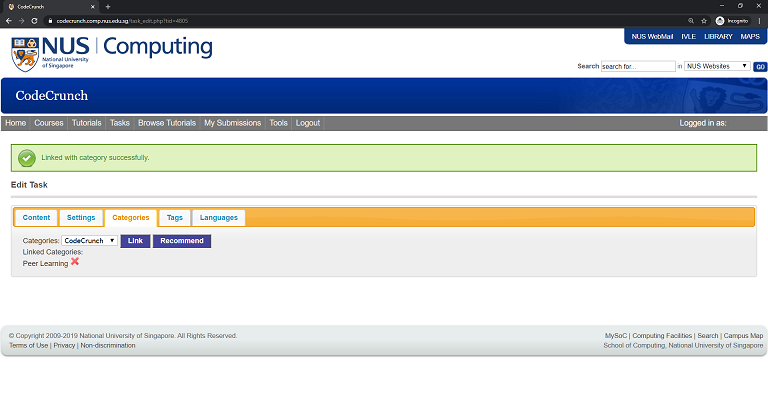 CodeCrunch
codecrunch.comp.nus.edu.sg/task_edit.php?tid=4805
Incognito
NUS WebMail IVLE LIBRARY MAPS
NUS Computing
National University
of Singapore
Search search for... in NUS Websites GO
CodeCrunch
Home Courses Tutorials Tasks Browse Tutorials My Submissions Tools Logout Logged in as:
Linked with category successfully.
Edit Task
Content Settings Categories Tags Languages
Categories: CodeCrunch Link Recommend
Linked Categories:
Peer Learning
© Copyright 2009-2019 National University of Singapore. All Rights Reserved.
MySoC | Computing Facilities | Search | Campus Map
Terms of Use | Privacy | Non-discrimination
School of Computing, National University of Singapore